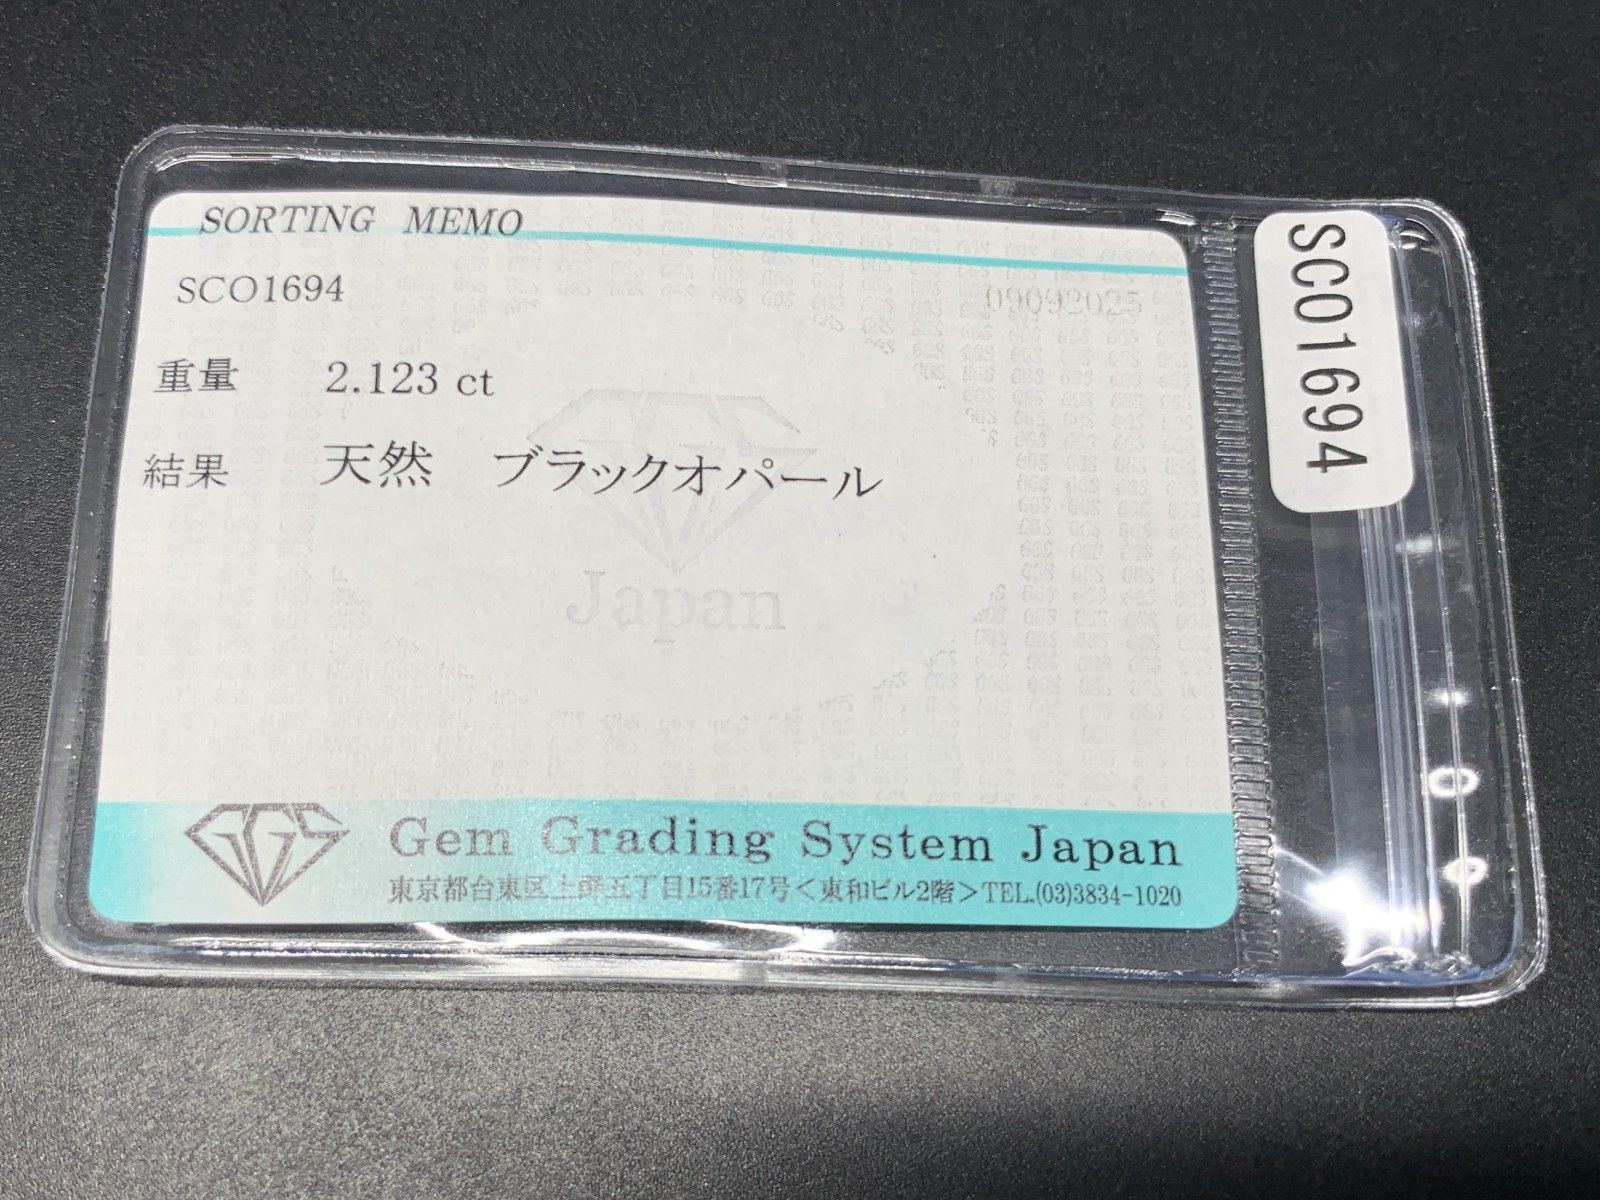 SORTING MEMO
SCO1694
09092025
重量 2.123 ct
結果 天然 ブラックオパール
Japan
GGS Gem Grading System Japan
東京都台東区上野五丁目15番17号<東和ビル2階>TEL.(03)3834-1020
SCO1694